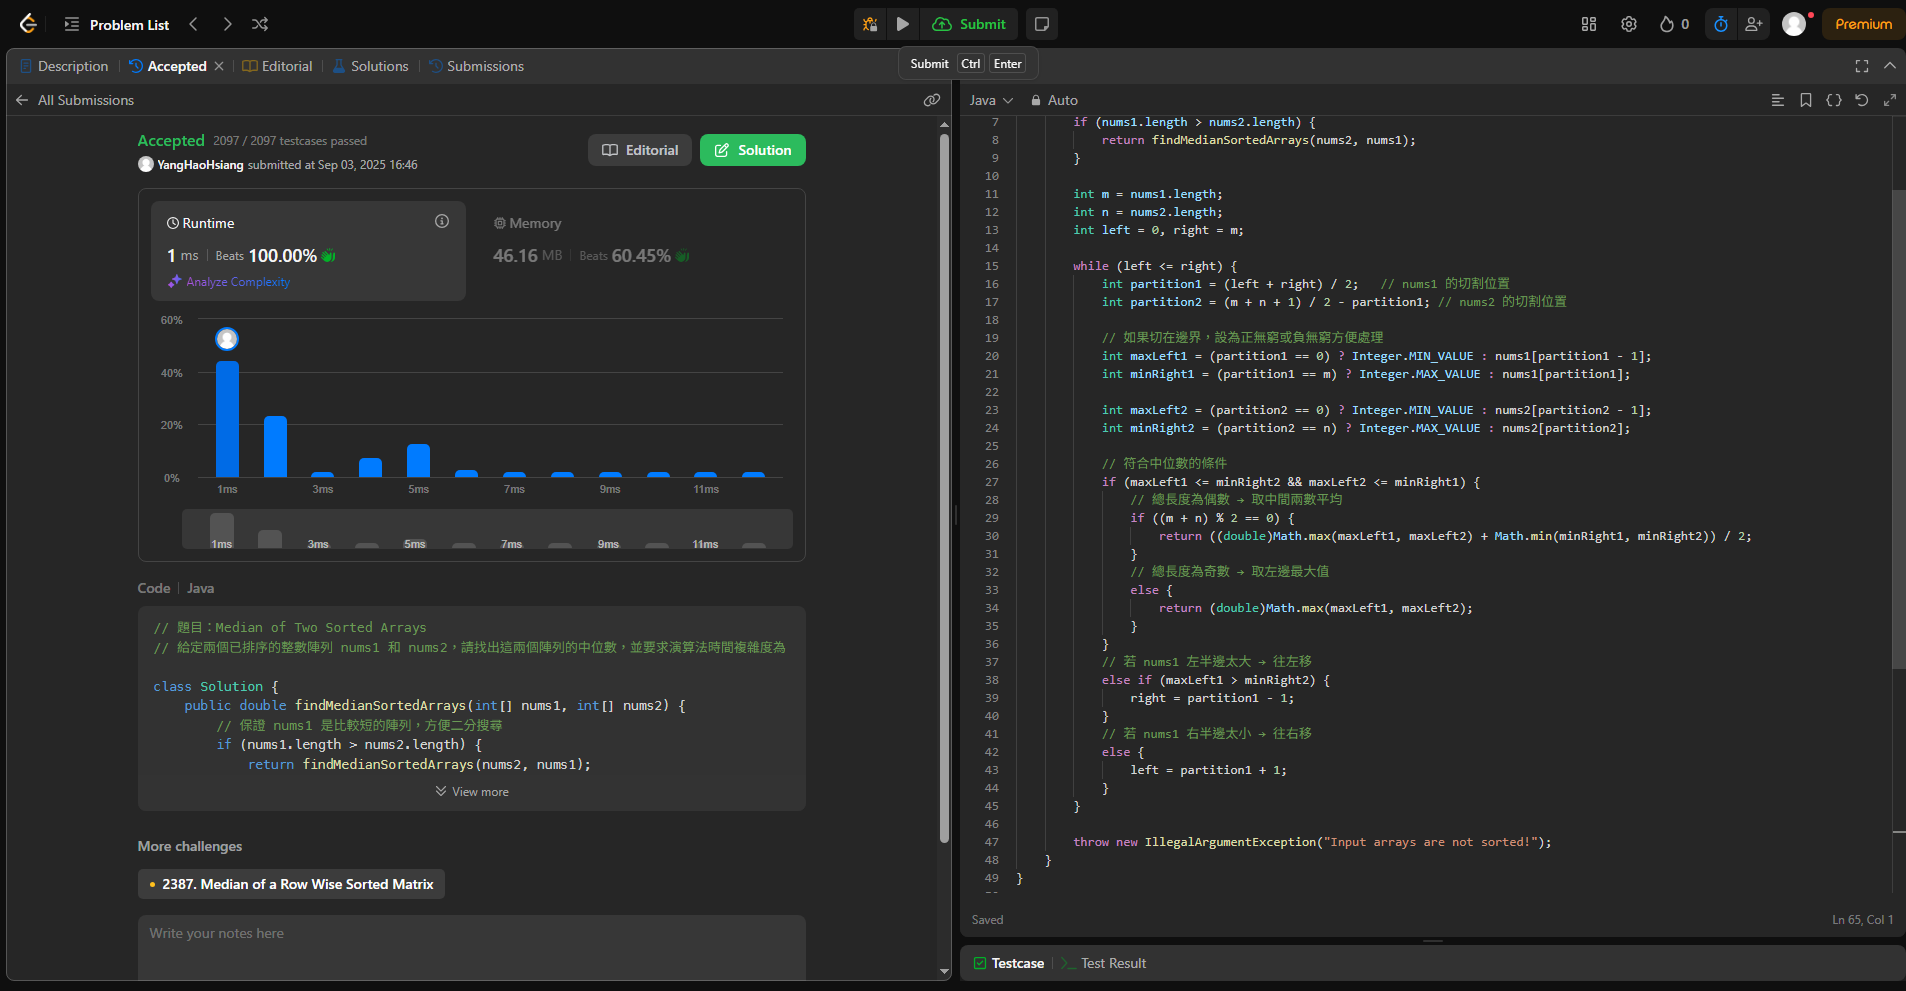 Problem List
Submit
0
Premium
Description
Accepted
Editorial
Solutions
Submissions
Submit Ctrl Enter
All Submissions
Accepted 2097 / 2097 testcases passed
YangHaoHsiang submitted at Sep 03, 2025 16:46
Editorial
Solution
Runtime
1 ms Beats 100.00%
Analyze Complexity
Memory
46.16 MB Beats 60.45%
60%
40%
20%
0%
1ms 3ms 5ms 7ms 9ms 11ms
1ms 3ms 5ms 7ms 9ms 11ms
Code Java
// 題目：Median of Two Sorted Arrays
// 給定兩個已排序的整數陣列 nums1 和 nums2，請找出這兩個陣列的中位數，並要求演算法時間複雜度為
class Solution {
public double findMedianSortedArrays(int[] nums1, int[] nums2) {
// 保證 nums1 是比較短的陣列，方便二分搜尋
if (nums1.length > nums2.length) {
return findMedianSortedArrays(nums2, nums1);
View more
More challenges
2387. Median of a Row Wise Sorted Matrix
Write your notes here
Java
Auto
7 if (nums1.length > nums2.length) {
8 return findMedianSortedArrays(nums2, nums1);
9 }
10
11 int m = nums1.length;
12 int n = nums2.length;
13 int left = 0, right = m;
14
15 while (left <= right) {
16 int partition1 = (left + right) / 2; // nums1 的切割位置
17 int partition2 = (m + n + 1) / 2 - partition1; // nums2 的切割位置
18
19 // 如果切在邊界，設為正無窮或負無窮方便處理
20 int maxLeft1 = (partition1 == 0) ? Integer.MIN_VALUE : nums1[partition1 - 1];
21 int minRight1 = (partition1 == m) ? Integer.MAX_VALUE : nums1[partition1];
22
23 int maxLeft2 = (partition2 == 0) ? Integer.MIN_VALUE : nums2[partition2 - 1];
24 int minRight2 = (partition2 == n) ? Integer.MAX_VALUE : nums2[partition2];
25
26 // 符合中位數的條件
27 if (maxLeft1 <= minRight2 && maxLeft2 <= minRight1) {
28 // 總長度為偶數 → 取中間兩數平均
29 if ((m + n) % 2 == 0) {
30 return ((double)Math.max(maxLeft1, maxLeft2) + Math.min(minRight1, minRight2)) / 2;
31 }
32 // 總長度為奇數 → 取左邊最大值
33 else {
34 return (double)Math.max(maxLeft1, maxLeft2);
35 }
36 }
37 // 若 nums1 左半邊太大 → 往左移
38 else if (maxLeft1 > minRight2) {
39 right = partition1 - 1;
40 }
41 // 若 nums1 右半邊太小 → 往右移
42 else {
43 left = partition1 + 1;
44 }
45 }
46
47 throw new IllegalArgumentException("Input arrays are not sorted!");
48 }
49 }
Saved
Ln 65, Col 1
Testcase
Test Result